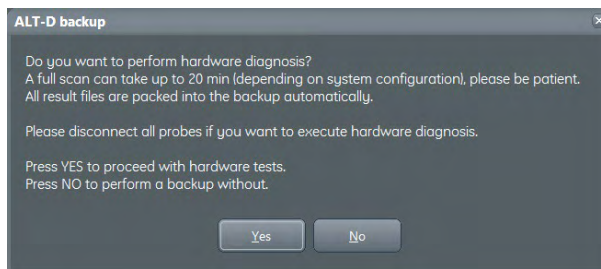 ALT-D backup
Do you want to perform hardware diagnosis?
A full scan can take up to 20 min (depending on system configuration), please be patient.
All result files are packed into the backup automatically.
Please disconnect all probes if you want to execute hardware diagnosis.
Press YES to proceed with hardware tests.
Press NO to perform a backup without.
Yes No